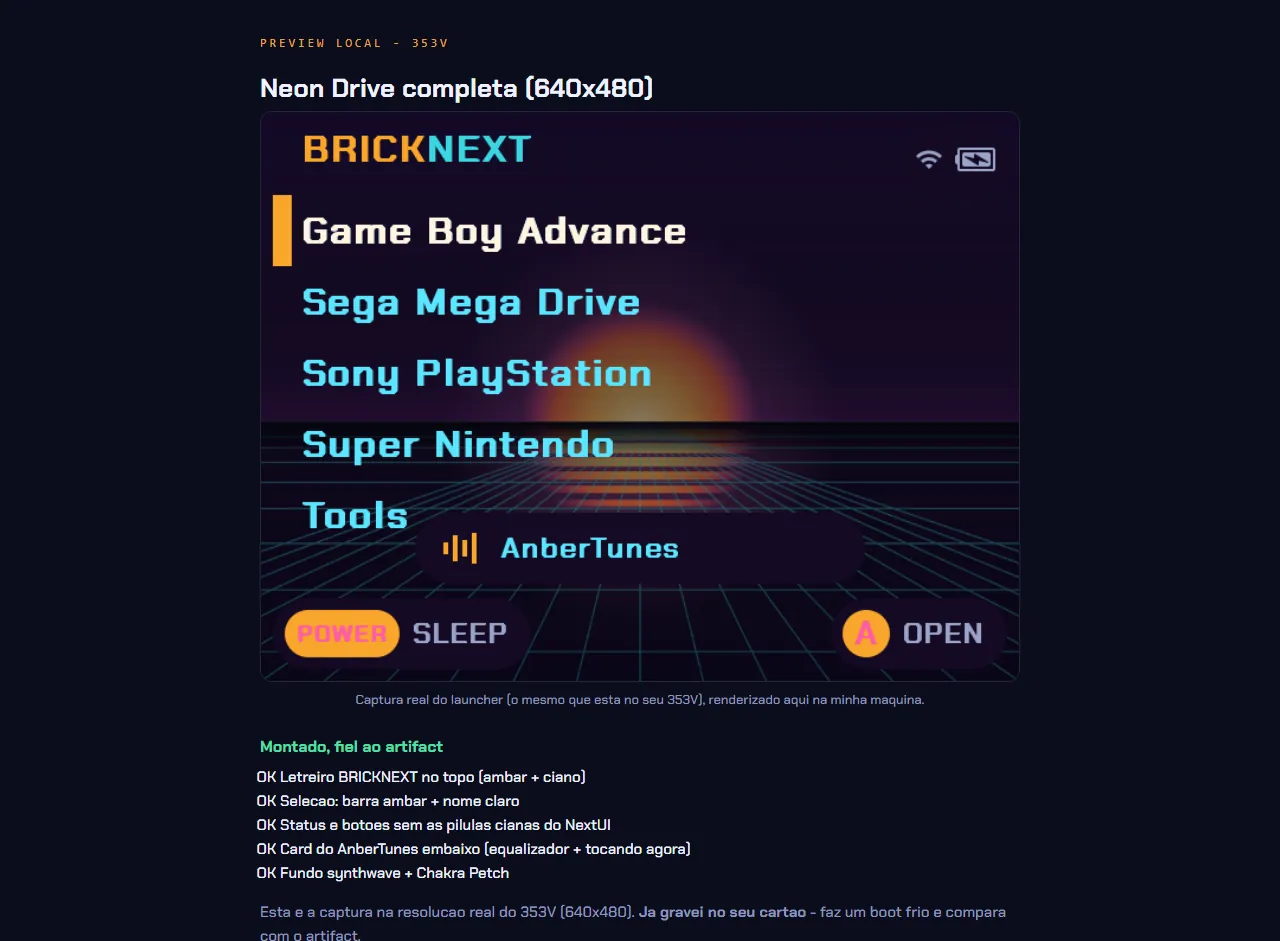 PREVIEW LOCAL - 353V
Neon Drive completa (640x480)
BRICKNEXT
Game Boy Advance
Sega Mega Drive
Sony PlayStation
Super Nintendo
Tools
AnberTunes
POWER SLEEP
A OPEN
Captura real do launcher (o mesmo que esta no seu 353V), renderizado aqui na minha maquina.
Montado, fiel ao artifact
OK Letreiro BRICKNEXT no topo (ambar + ciano)
OK Selecao: barra ambar + nome claro
OK Status e botoes sem as pilulas cianas do NextUI
OK Card do AnberTunes embaixo (equalizador + tocando agora)
OK Fundo synthwave + Chakra Petch
Esta e a captura na resolucao real do 353V (640x480). Ja gravei no seu cartao - faz um boot frio e compara
com o artifact.